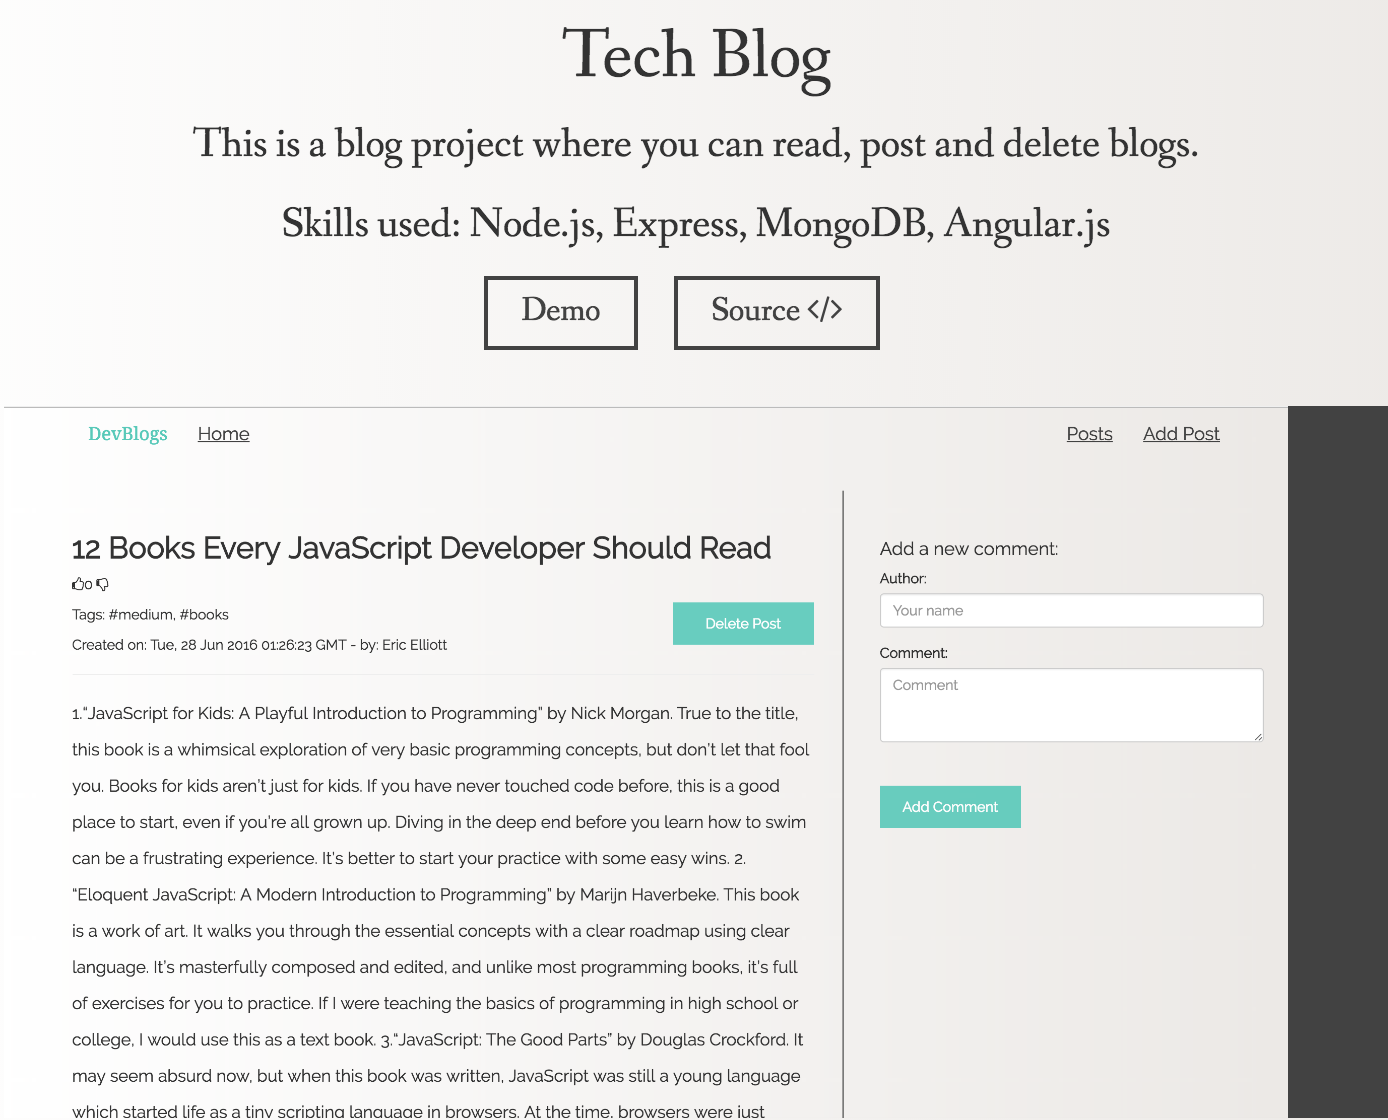 Tech Blog
This is a blog project where you can read, post and delete blogs.
Skills used: Node.js, Express, MongoDB, Angular.js
Demo
Source </>
DevBlogs Home Posts Add Post
12 Books Every JavaScript Developer Should Read
0
Tags: #medium, #books
Delete Post
Created on: Tue, 28 Jun 2016 01:26:23 GMT - by: Eric Elliott
1.“JavaScript for Kids: A Playful Introduction to Programming” by Nick Morgan. True to the title,
this book is a whimsical exploration of very basic programming concepts, but don’t let that fool
you. Books for kids aren’t just for kids. If you have never touched code before, this is a good
place to start, even if you’re all grown up. Diving in the deep end before you learn how to swim
can be a frustrating experience. It’s better to start your practice with some easy wins. 2.
“Eloquent JavaScript: A Modern Introduction to Programming” by Marijn Haverbeke. This book
is a work of art. It walks you through the essential concepts with a clear roadmap using clear
language. It’s masterfully composed and edited, and unlike most programming books, it’s full
of exercises for you to practice. If I were teaching the basics of programming in high school or
college, I would use this as a text book. 3.“JavaScript: The Good Parts” by Douglas Crockford. It
may seem absurd now, but when this book was written, JavaScript was still a young language
which started life as a tiny scripting language in browsers. At the time, browsers were just
Add a new comment:
Author:
Your name
Comment:
Comment
Add Comment